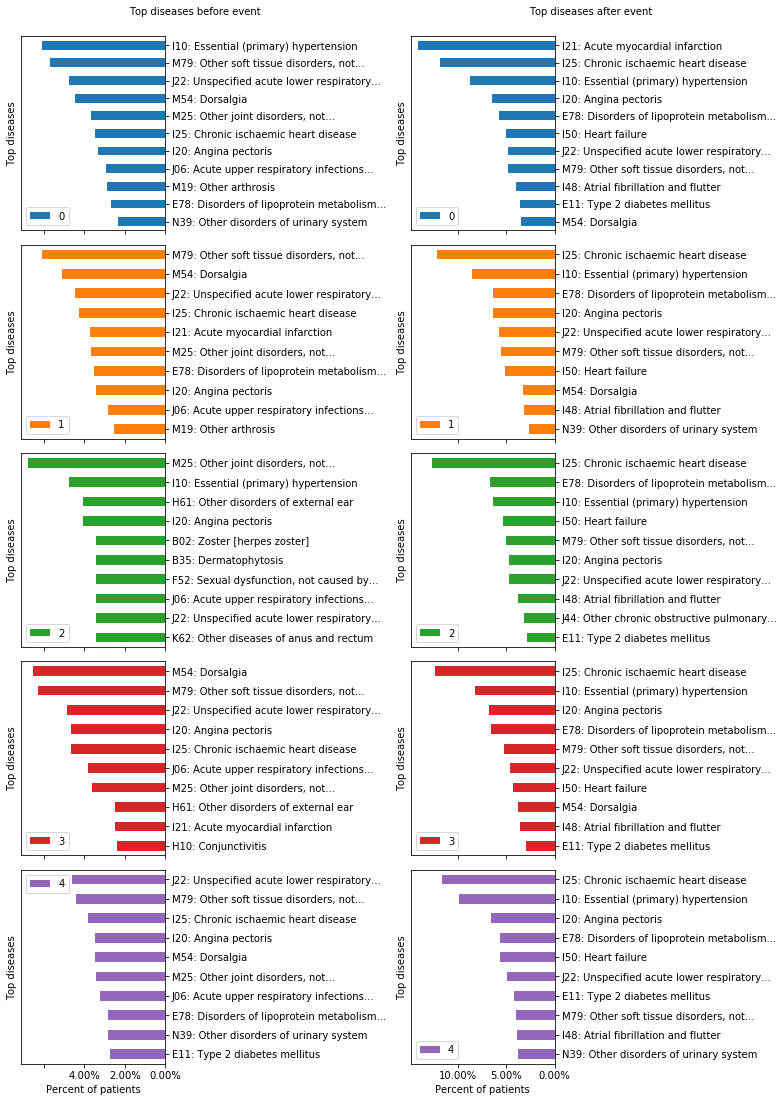 Top diseases before event
Top diseases
I10: Essential (primary) hypertension
M79: Other soft tissue disorders, not...
J22: Unspecified acute lower respiratory...
M54: Dorsalgia
M25: Other joint disorders, not...
I25: Chronic ischaemic heart disease
I20: Angina pectoris
J06: Acute upper respiratory infections...
M19: Other arthrosis
E78: Disorders of lipoprotein metabolism...
N39: Other disorders of urinary system
0
Top diseases
M79: Other soft tissue disorders, not...
M54: Dorsalgia
J22: Unspecified acute lower respiratory...
I25: Chronic ischaemic heart disease
I21: Acute myocardial infarction
M25: Other joint disorders, not...
E78: Disorders of lipoprotein metabolism...
I20: Angina pectoris
J06: Acute upper respiratory infections...
M19: Other arthrosis
1
Top diseases
M25: Other joint disorders, not...
I10: Essential (primary) hypertension
H61: Other disorders of external ear
I20: Angina pectoris
B02: Zoster [herpes zoster]
B35: Dermatophytosis
F52: Sexual dysfunction, not caused by...
J06: Acute upper respiratory infections...
J22: Unspecified acute lower respiratory...
K62: Other diseases of anus and rectum
2
Top diseases
M54: Dorsalgia
M79: Other soft tissue disorders, not...
J22: Unspecified acute lower respiratory...
I20: Angina pectoris
I25: Chronic ischaemic heart disease
J06: Acute upper respiratory infections...
M25: Other joint disorders, not...
H61: Other disorders of external ear
I21: Acute myocardial infarction
H10: Conjunctivitis
3
Top diseases
4
J22: Unspecified acute lower respiratory...
M79: Other soft tissue disorders, not...
I25: Chronic ischaemic heart disease
I20: Angina pectoris
M54: Dorsalgia
M25: Other joint disorders, not...
J06: Acute upper respiratory infections...
E78: Disorders of lipoprotein metabolism...
N39: Other disorders of urinary system
E11: Type 2 diabetes mellitus
4.00% 2.00% 0.00%
Percent of patients
Top diseases after event
Top diseases
I21: Acute myocardial infarction
I25: Chronic ischaemic heart disease
I10: Essential (primary) hypertension
I20: Angina pectoris
E78: Disorders of lipoprotein metabolism...
I50: Heart failure
J22: Unspecified acute lower respiratory...
M79: Other soft tissue disorders, not...
I48: Atrial fibrillation and flutter
E11: Type 2 diabetes mellitus
M54: Dorsalgia
0
Top diseases
I25: Chronic ischaemic heart disease
I10: Essential (primary) hypertension
E78: Disorders of lipoprotein metabolism...
I20: Angina pectoris
J22: Unspecified acute lower respiratory...
M79: Other soft tissue disorders, not...
I50: Heart failure
M54: Dorsalgia
I48: Atrial fibrillation and flutter
N39: Other disorders of urinary system
1
Top diseases
I25: Chronic ischaemic heart disease
E78: Disorders of lipoprotein metabolism...
I10: Essential (primary) hypertension
I50: Heart failure
M79: Other soft tissue disorders, not...
I20: Angina pectoris
J22: Unspecified acute lower respiratory...
I48: Atrial fibrillation and flutter
J44: Other chronic obstructive pulmonary...
E11: Type 2 diabetes mellitus
2
Top diseases
I25: Chronic ischaemic heart disease
I10: Essential (primary) hypertension
I20: Angina pectoris
E78: Disorders of lipoprotein metabolism...
M79: Other soft tissue disorders, not...
J22: Unspecified acute lower respiratory...
I50: Heart failure
M54: Dorsalgia
I48: Atrial fibrillation and flutter
E11: Type 2 diabetes mellitus
3
Top diseases
I25: Chronic ischaemic heart disease
I10: Essential (primary) hypertension
I20: Angina pectoris
E78: Disorders of lipoprotein metabolism...
I50: Heart failure
J22: Unspecified acute lower respiratory...
E11: Type 2 diabetes mellitus
M79: Other soft tissue disorders, not...
I48: Atrial fibrillation and flutter
N39: Other disorders of urinary system
4
10.00% 5.00% 0.00%
Percent of patients